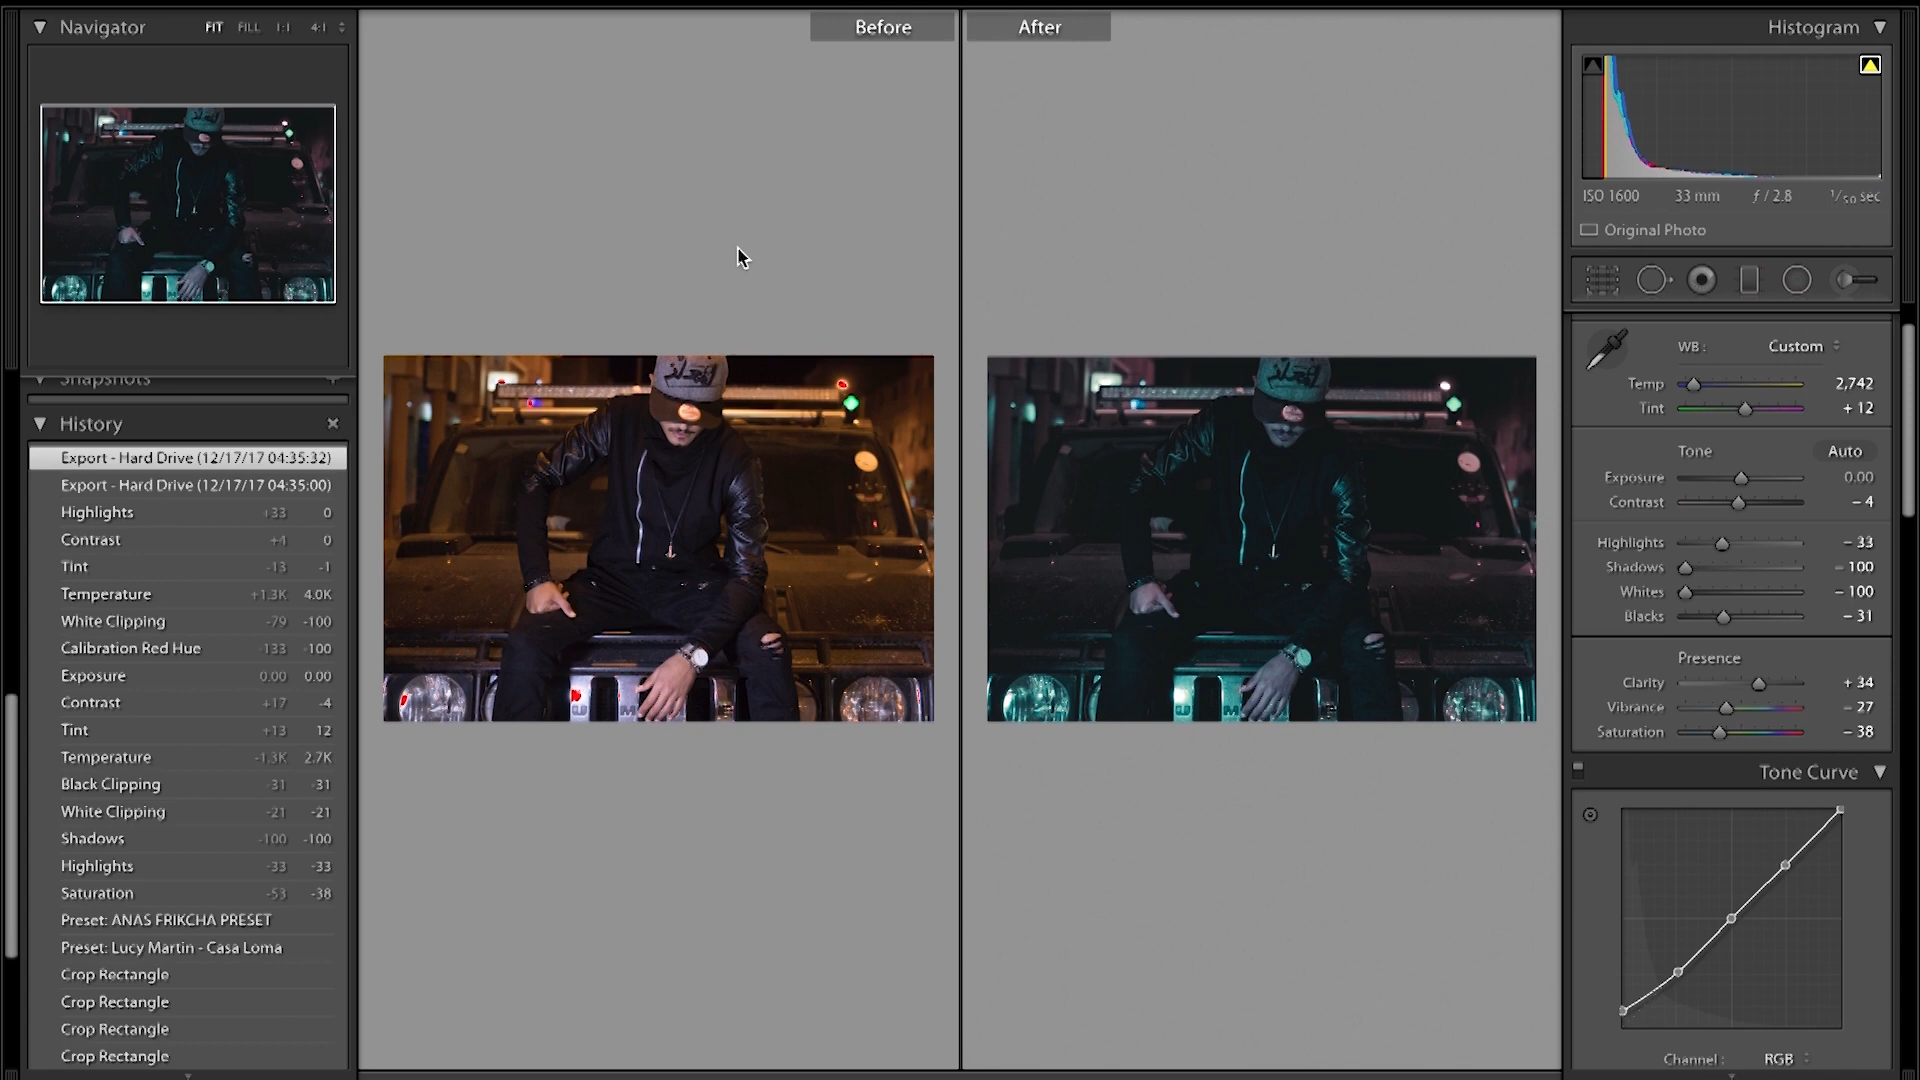 Navigator
FIT FILL 1:1 4:1
Snapshots +
History ×
Export - Hard Drive (12/17/17 04:35:32)
Export - Hard Drive (12/17/17 04:35:00)
Highlights +33 0
Contrast +4 0
Tint -13 -1
Temperature +1.3K 4.0K
White Clipping -79 -100
Calibration Red Hue -133 -100
Exposure 0.00 0.00
Contrast +17 -4
Tint +13 12
Temperature -1.3K 2.7K
Black Clipping -31 -31
White Clipping -21 -21
Shadows -100 -100
Highlights -33 -33
Saturation -53 -38
Preset: ANAS FRIKCHA PRESET
Preset: Lucy Martin - Casa Loma
Crop Rectangle
Crop Rectangle
Crop Rectangle
Crop Rectangle
Before
After
Histogram
ISO 1600 33 mm ƒ / 2.8 1/50 sec
Original Photo
WB : Custom
Temp 2,742
Tint + 12
Tone Auto
Exposure 0.00
Contrast – 4
Highlights – 33
Shadows – 100
Whites – 100
Blacks – 31
Presence
Clarity + 34
Vibrance – 27
Saturation – 38
Tone Curve
Channel : RGB